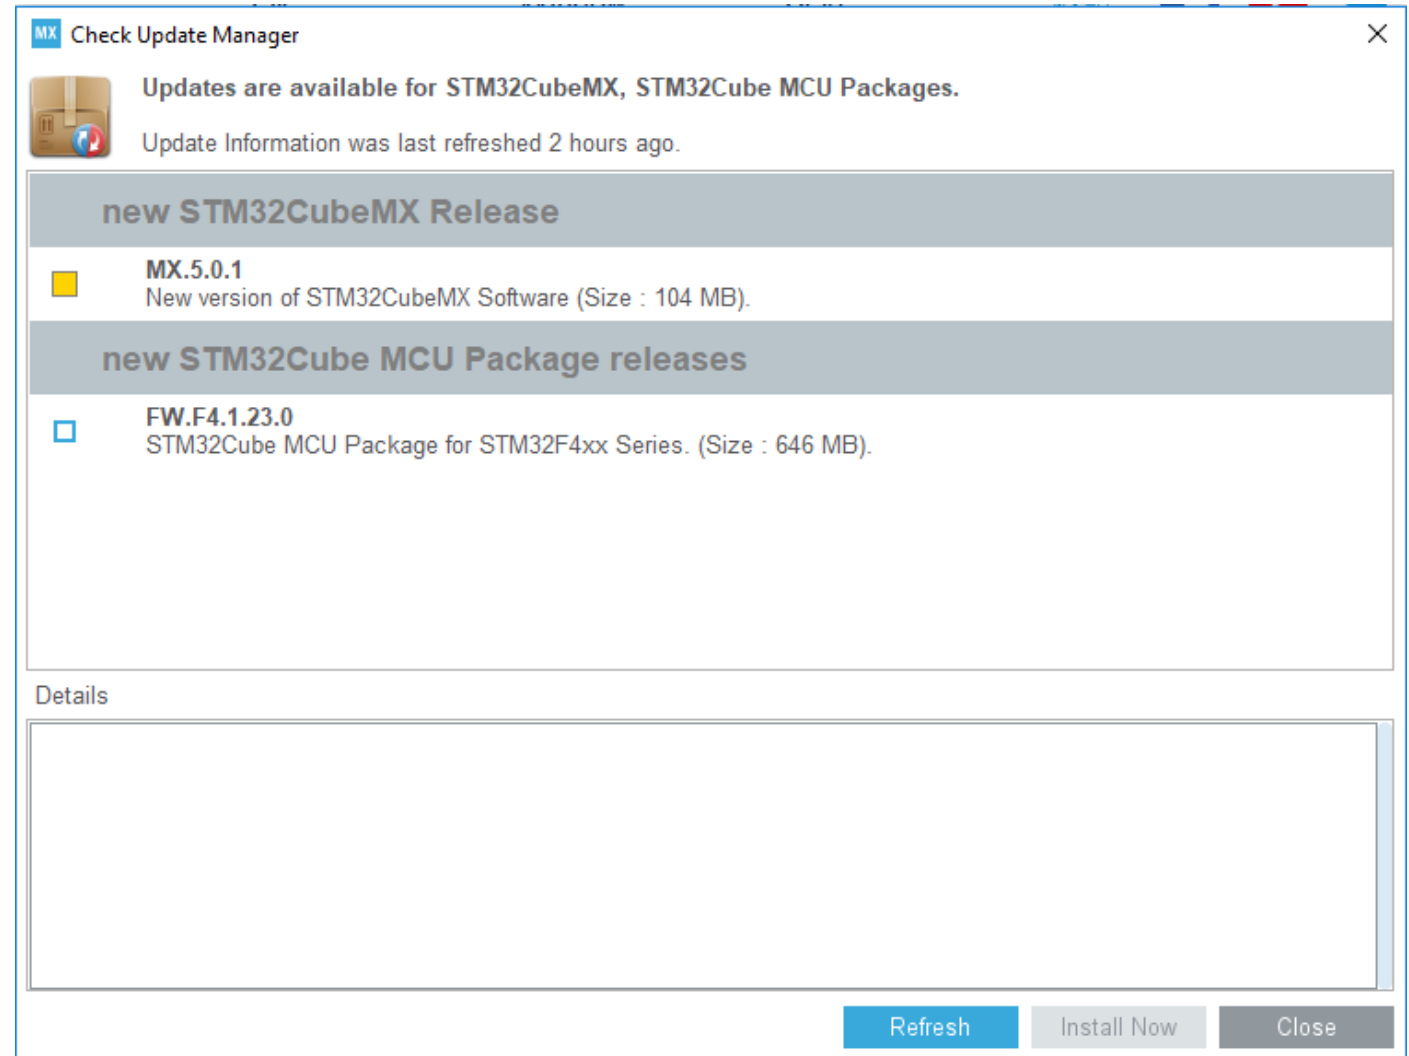 MX Check Update Manager
Updates are available for STM32CubeMX, STM32Cube MCU Packages.
Update Information was last refreshed 2 hours ago.
new STM32CubeMX Release
MX.5.0.1
New version of STM32CubeMX Software (Size : 104 MB).
new STM32Cube MCU Package releases
FW.F4.1.23.0
STM32Cube MCU Package for STM32F4xx Series. (Size : 646 MB).
Details
Refresh Install Now Close